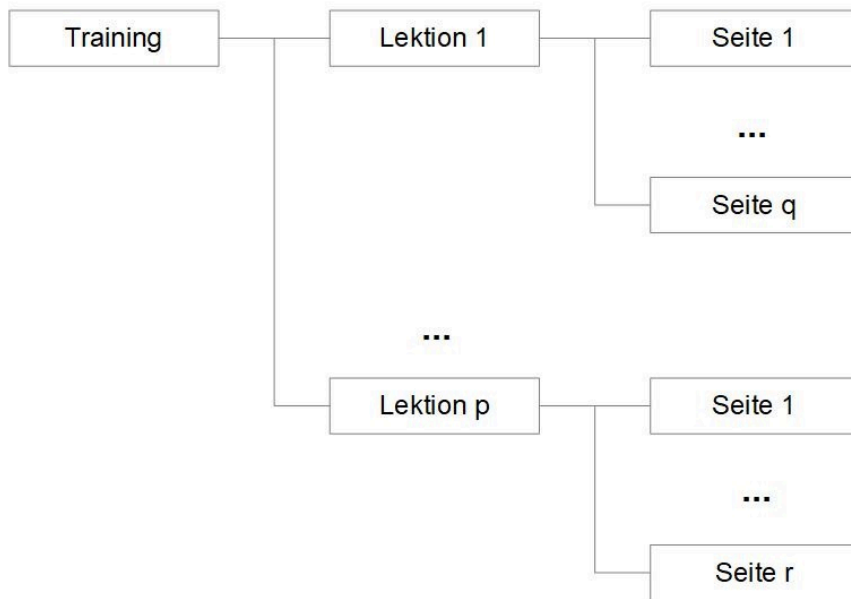 Training
Lektion 1
Seite 1
...
Seite q
...
Lektion p
Seite 1
...
Seite r